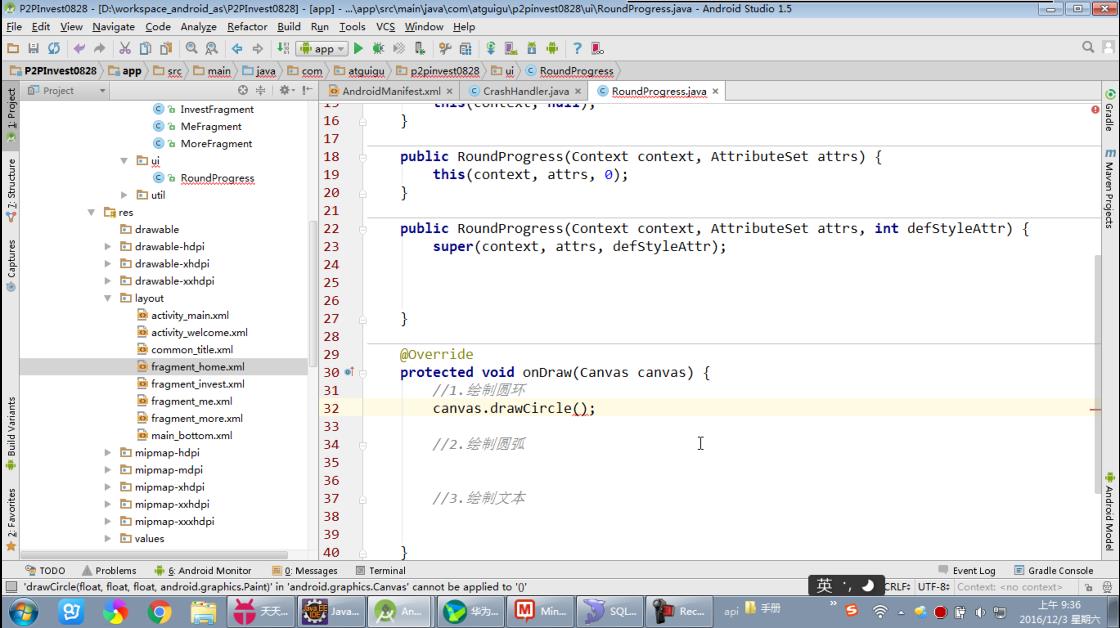 P2PInvest0828 - [D:\workspace_android_as\P2PInvest0828] - [app] - ...\app\src\main\java\com\atguigu\p2pinvest0828\ui\RoundProgress.java - Android Studio 1.5
File Edit View Navigate Code Analyze Refactor Build Run Tools VCS Window Help
app
P2PInvest0828 app src main java com atguigu p2pinvest0828 ui RoundProgress
Project
AndroidManifest.xml CrashHandler.java RoundProgress.java
1: Project
7: Structure
Captures
Build Variants
2: Favorites
InvestFragment
MeFragment
MoreFragment
ui
RoundProgress
util
res
drawable
drawable-hdpi
drawable-xhdpi
drawable-xxhdpi
layout
activity_main.xml
activity_welcome.xml
common_title.xml
fragment_home.xml
fragment_invest.xml
fragment_me.xml
fragment_more.xml
main_bottom.xml
mipmap-hdpi
mipmap-mdpi
mipmap-xhdpi
mipmap-xxhdpi
mipmap-xxxhdpi
values
15 this(context, null);
16 }
17
18 public RoundProgress(Context context, AttributeSet attrs) {
19 this(context, attrs, 0);
20 }
21
22 public RoundProgress(Context context, AttributeSet attrs, int defStyleAttr) {
23 super(context, attrs, defStyleAttr);
24
25
26
27 }
28
29 @Override
30 protected void onDraw(Canvas canvas) {
31 //1.绘制圆环
32 canvas.drawCircle();
33
34 //2.绘制圆弧
35
36
37 //3.绘制文本
38
39
40 }
Gradle
Maven Projects
Android Model
TODO Problems 6: Android Monitor 0: Messages Terminal Event Log Gradle Console
'drawCircle(float, float, float, android.graphics.Paint)' in 'android.graphics.Canvas' cannot be applied to '()'
英
CRLF÷ UTF-8÷ Context: <no context>
天天... Java... An... 华为... Min... SQL... Rec... api 手册
上午 9:36
2016/12/3 星期六